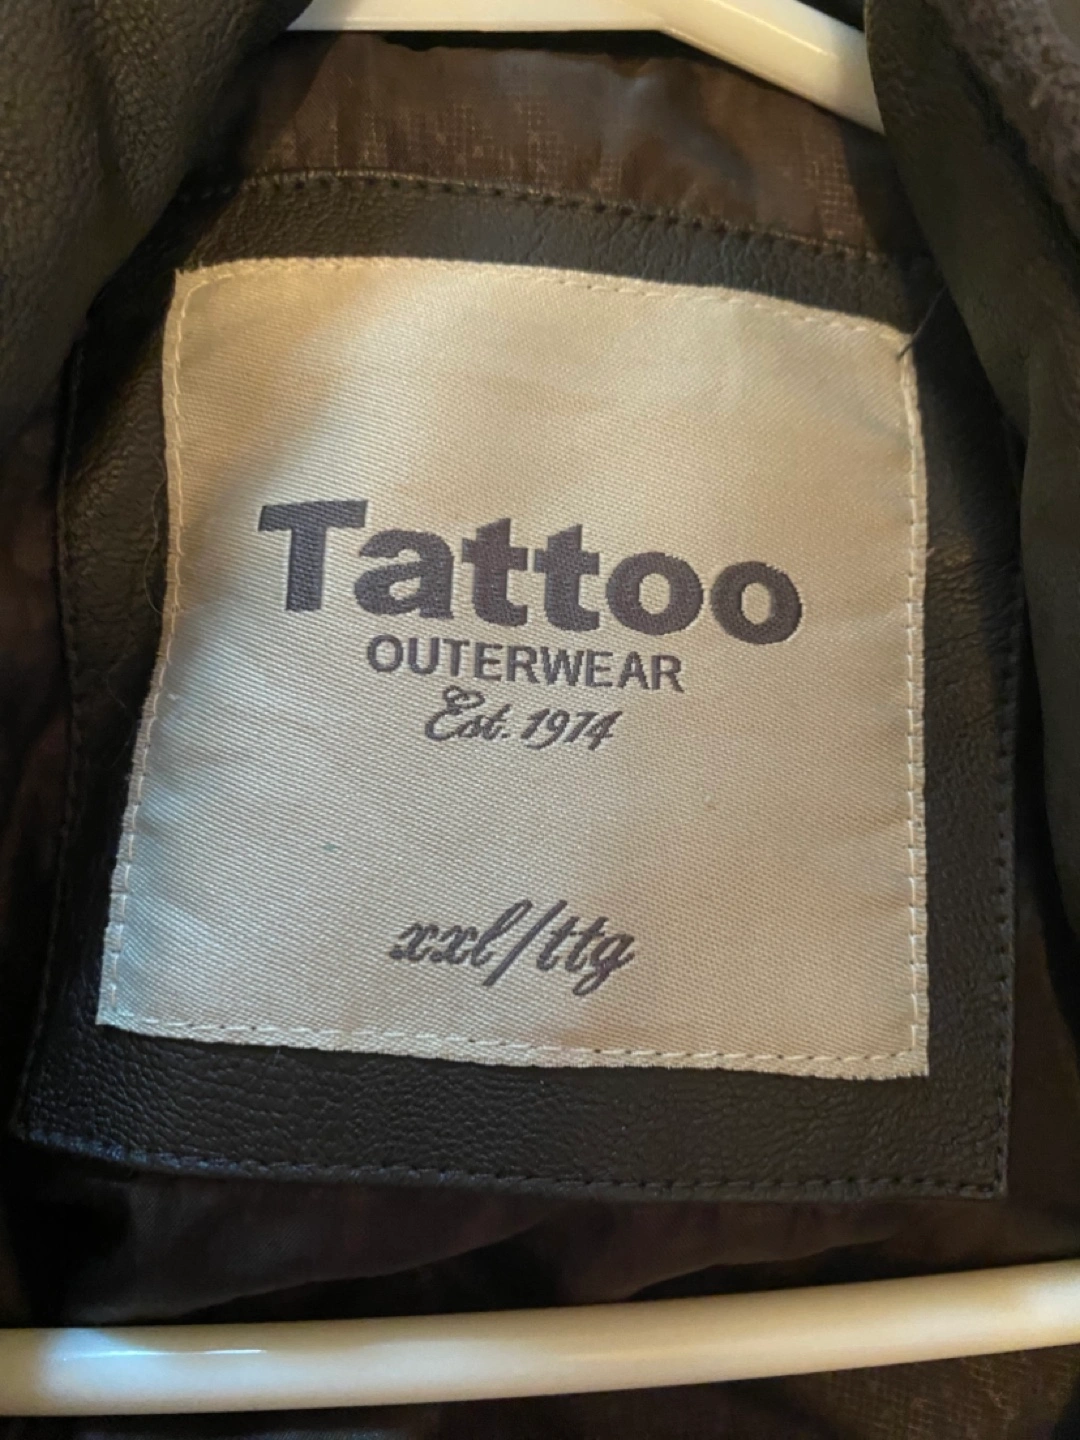 Tattoo
OUTERWEAR
Est. 1974
xxl/ttg